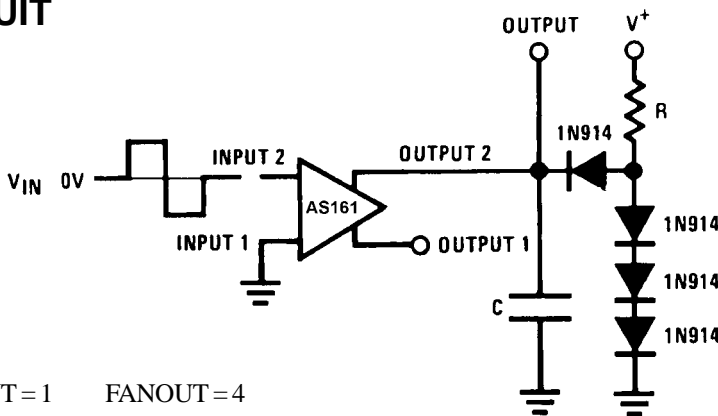 UIT
OUTPUT
V+
R
1N914
V_IN 0V
INPUT 2
OUTPUT 2
AS161
1N914
INPUT 1
OUTPUT 1
1N914
C
1N914
T = 1 FANOUT = 4